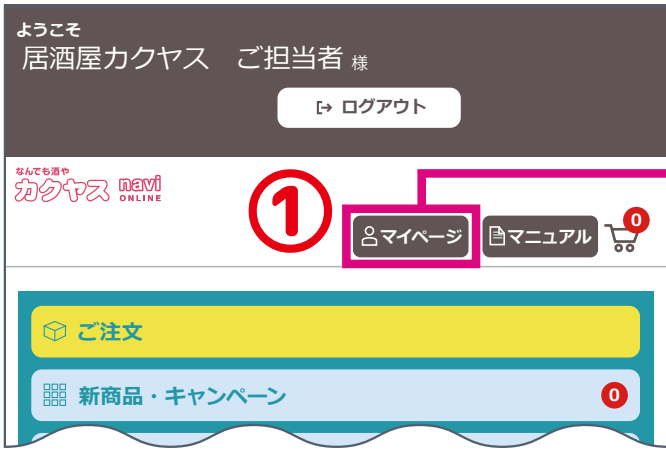 ようこそ
居酒屋カクヤス　ご担当者 様
ログアウト
なんでも酒や
カクヤス navi
ONLINE
①
マイページ
マニュアル
0
ご注文
新商品・キャンペーン
0